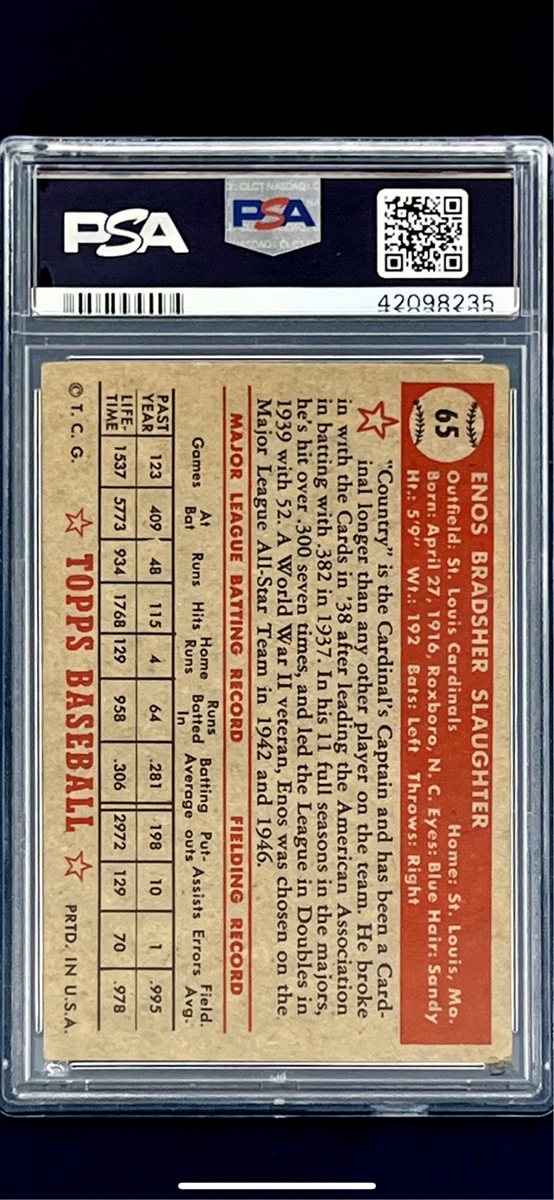 PSA
PSA
42098235
65
ENOS BRADSHER SLAUGHTER
Outfield: St. Louis Cardinals Home: St. Louis, Mo.
Born: April 27, 1916, Roxboro, N. C. Eyes: Blue Hair: Sandy
Ht.: 5'9" Wt.: 192 Bats: Left Throws: Right
"Country" is the Cardinal's Captain and has been a Card-
inal longer than any other player on the team. He broke
in with the Cards in '38 after leading the American Association
in batting with .382 in 1937. In his 11 full seasons in the majors,
he's hit over .300 seven times, and led the League in Doubles in
1939 with 52. A World War II veteran, Enos was chosen on the
Major League All-Star Team in 1942 and 1946.
MAJOR LEAGUE BATTING RECORD FIELDING RECORD
Games At Bat Runs Hits Home Runs Runs Batted In Batting Average Put-outs Assists Errors Field. Avg.
PAST YEAR 123 409 48 115 4 64 .281 198 10 1 .995
LIFE-TIME 1537 5773 934 1768 129 958 .306 2972 129 70 .978
© T. C. G. TOPPS BASEBALL PRTD. IN U.S.A.